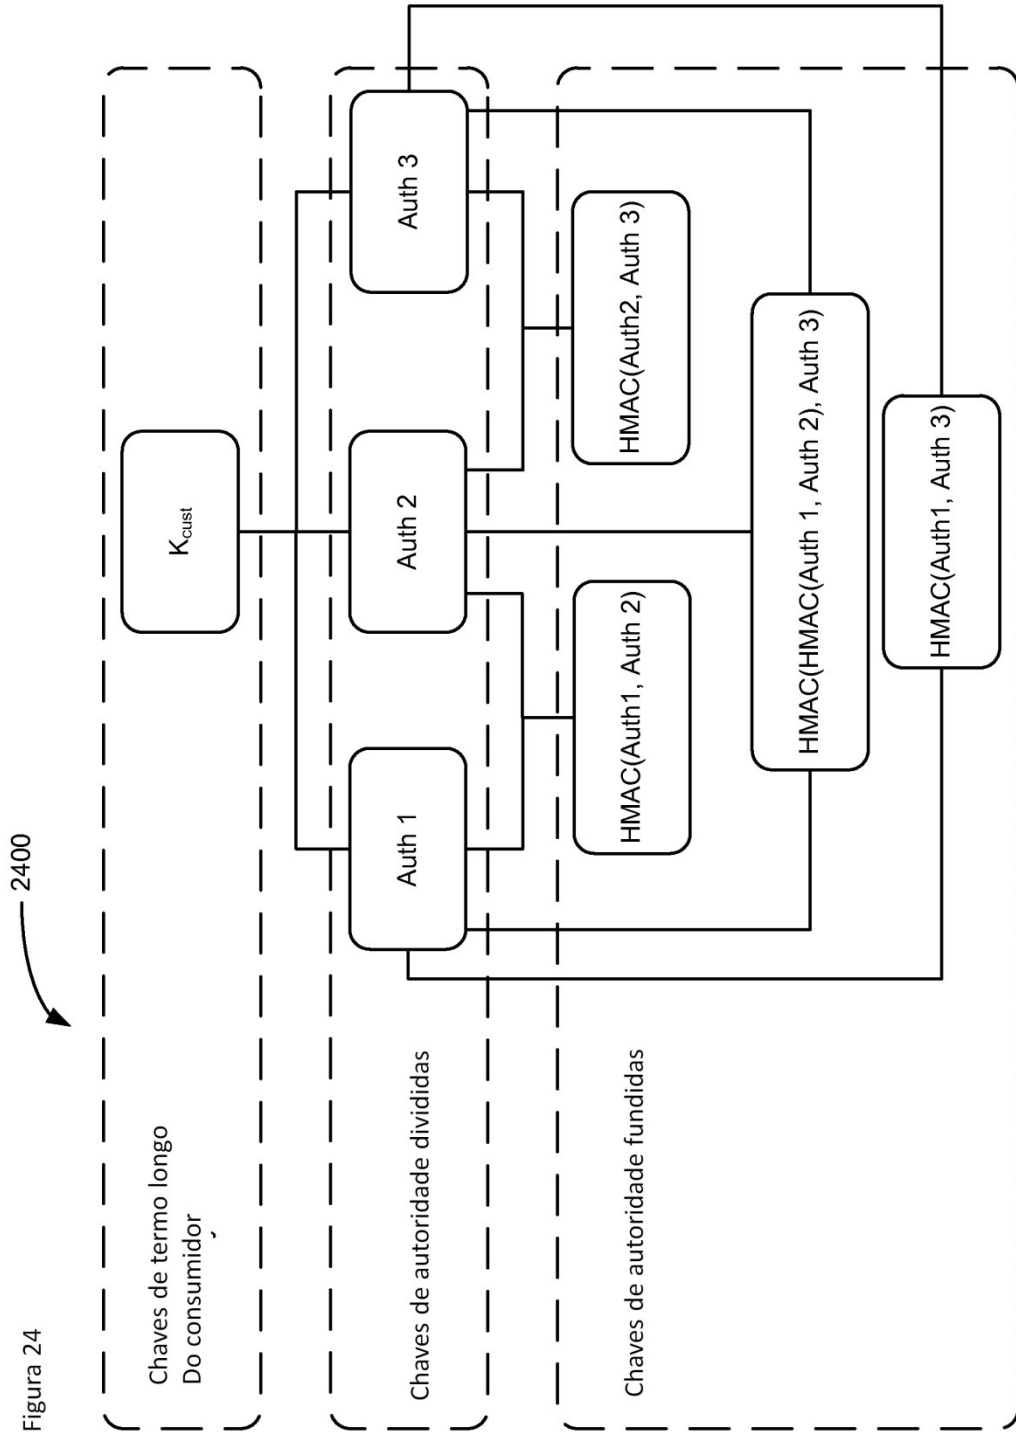 Figura 24
2400
Chaves de termo longo
Do consumidor
K_cust
Chaves de autoridade divididas
Auth 1
Auth 2
Auth 3
Chaves de autoridade fundidas
HMAC(Auth1, Auth 2)
HMAC(Auth2, Auth 3)
HMAC(HMAC(Auth 1, Auth 2), Auth 3)
HMAC(Auth1, Auth 3)